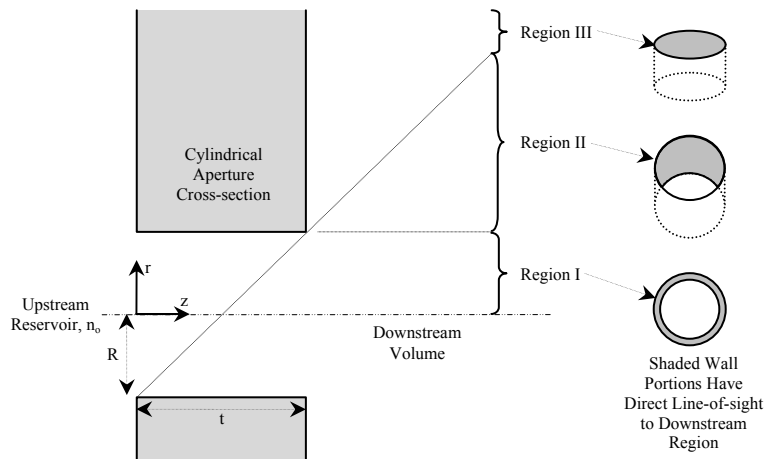 Region III
Cylindrical
Aperture
Cross-section
Region II
r
z
Region I
Upstream
Reservoir, nₒ
R
Downstream
Volume
t
Shaded Wall
Portions Have
Direct Line-of-sight
to Downstream
Region